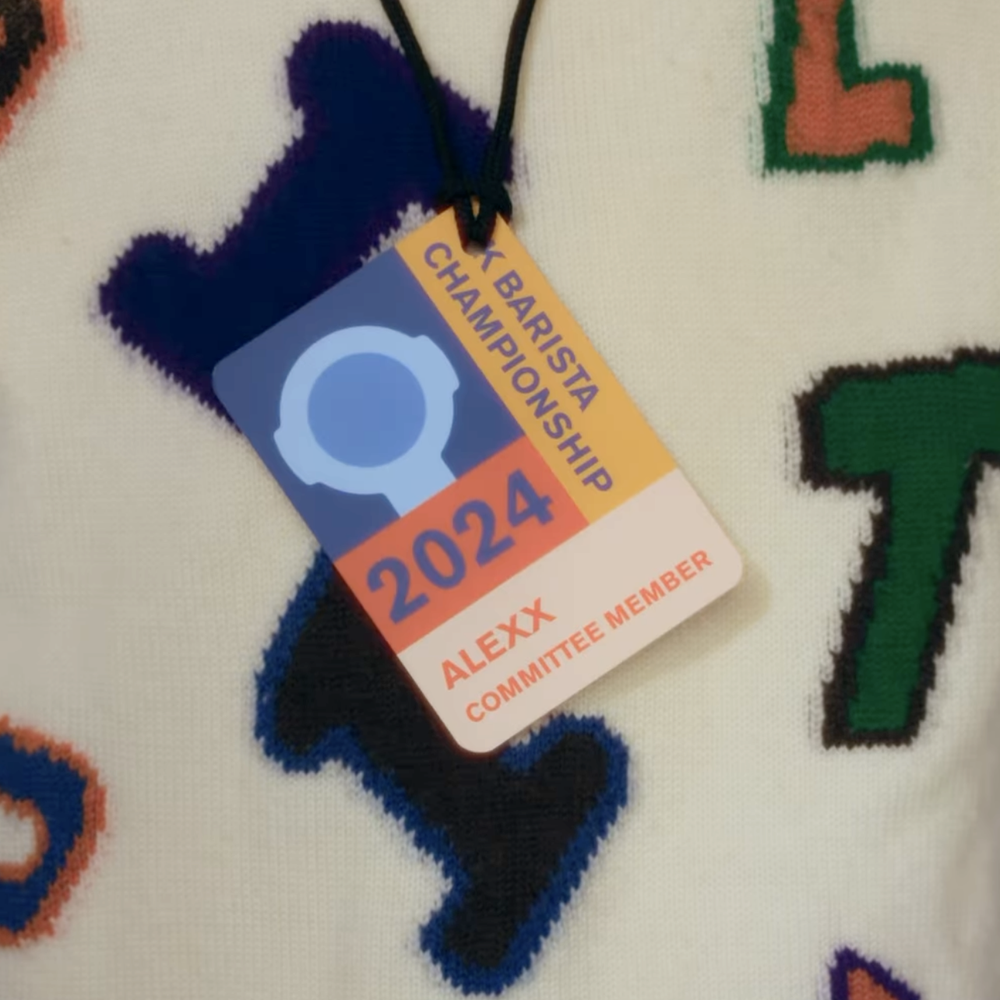 K BARISTA
CHAMPIONSHIP
2024
ALEXX
COMMITTEE MEMBER
L
T